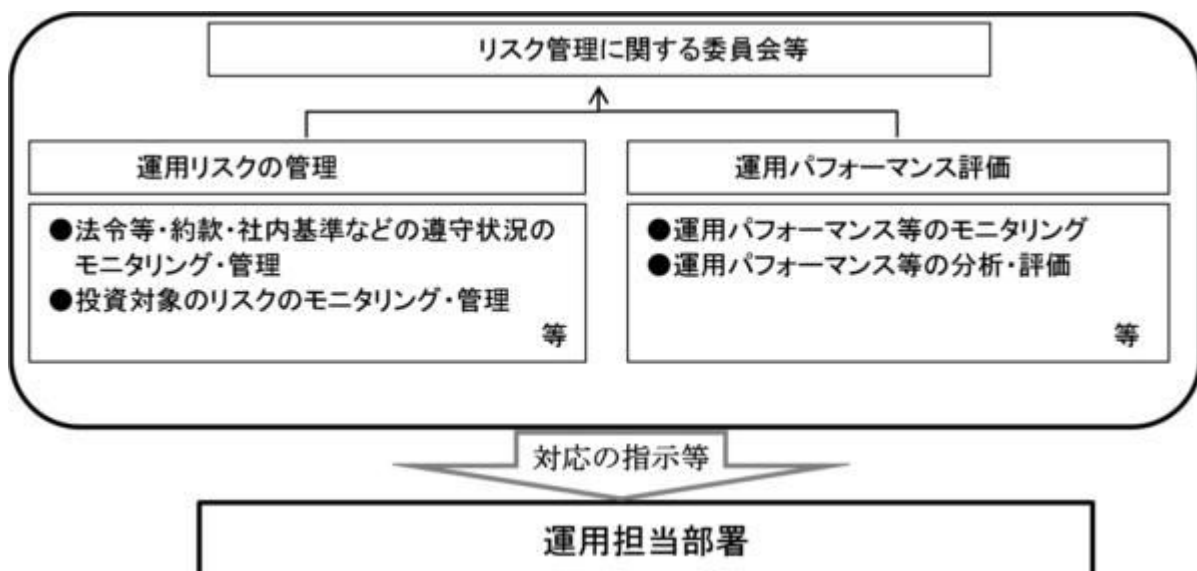 リスク管理に関する委員会等
運用リスクの管理
●法令等・約款・社内基準などの遵守状況の
モニタリング・管理
●投資対象のリスクのモニタリング・管理
等
運用パフォーマンス評価
●運用パフォーマンス等のモニタリング
●運用パフォーマンス等の分析・評価
等
対応の指示等
運用担当部署